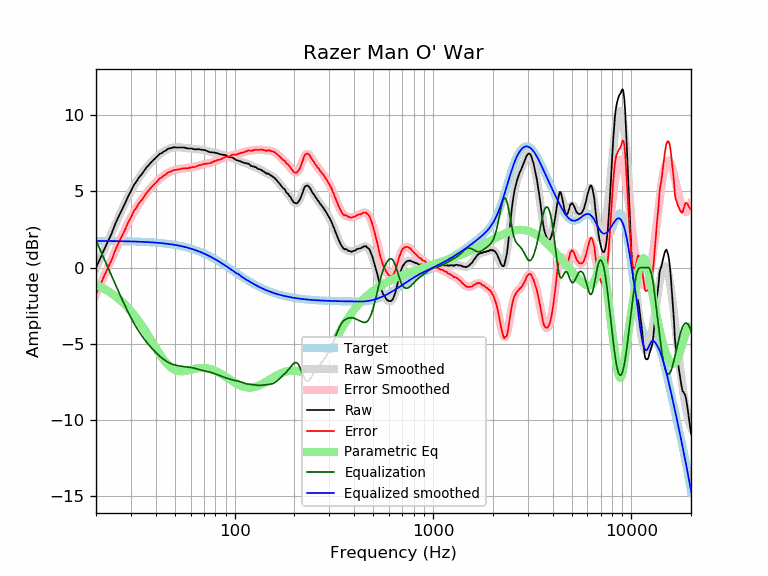 Razer Man O' War
10
5
0
−5
−10
−15
Amplitude (dBr)
Target
Raw Smoothed
Error Smoothed
Raw
Error
Parametric Eq
Equalization
Equalized smoothed
100
1000
10000
Frequency (Hz)